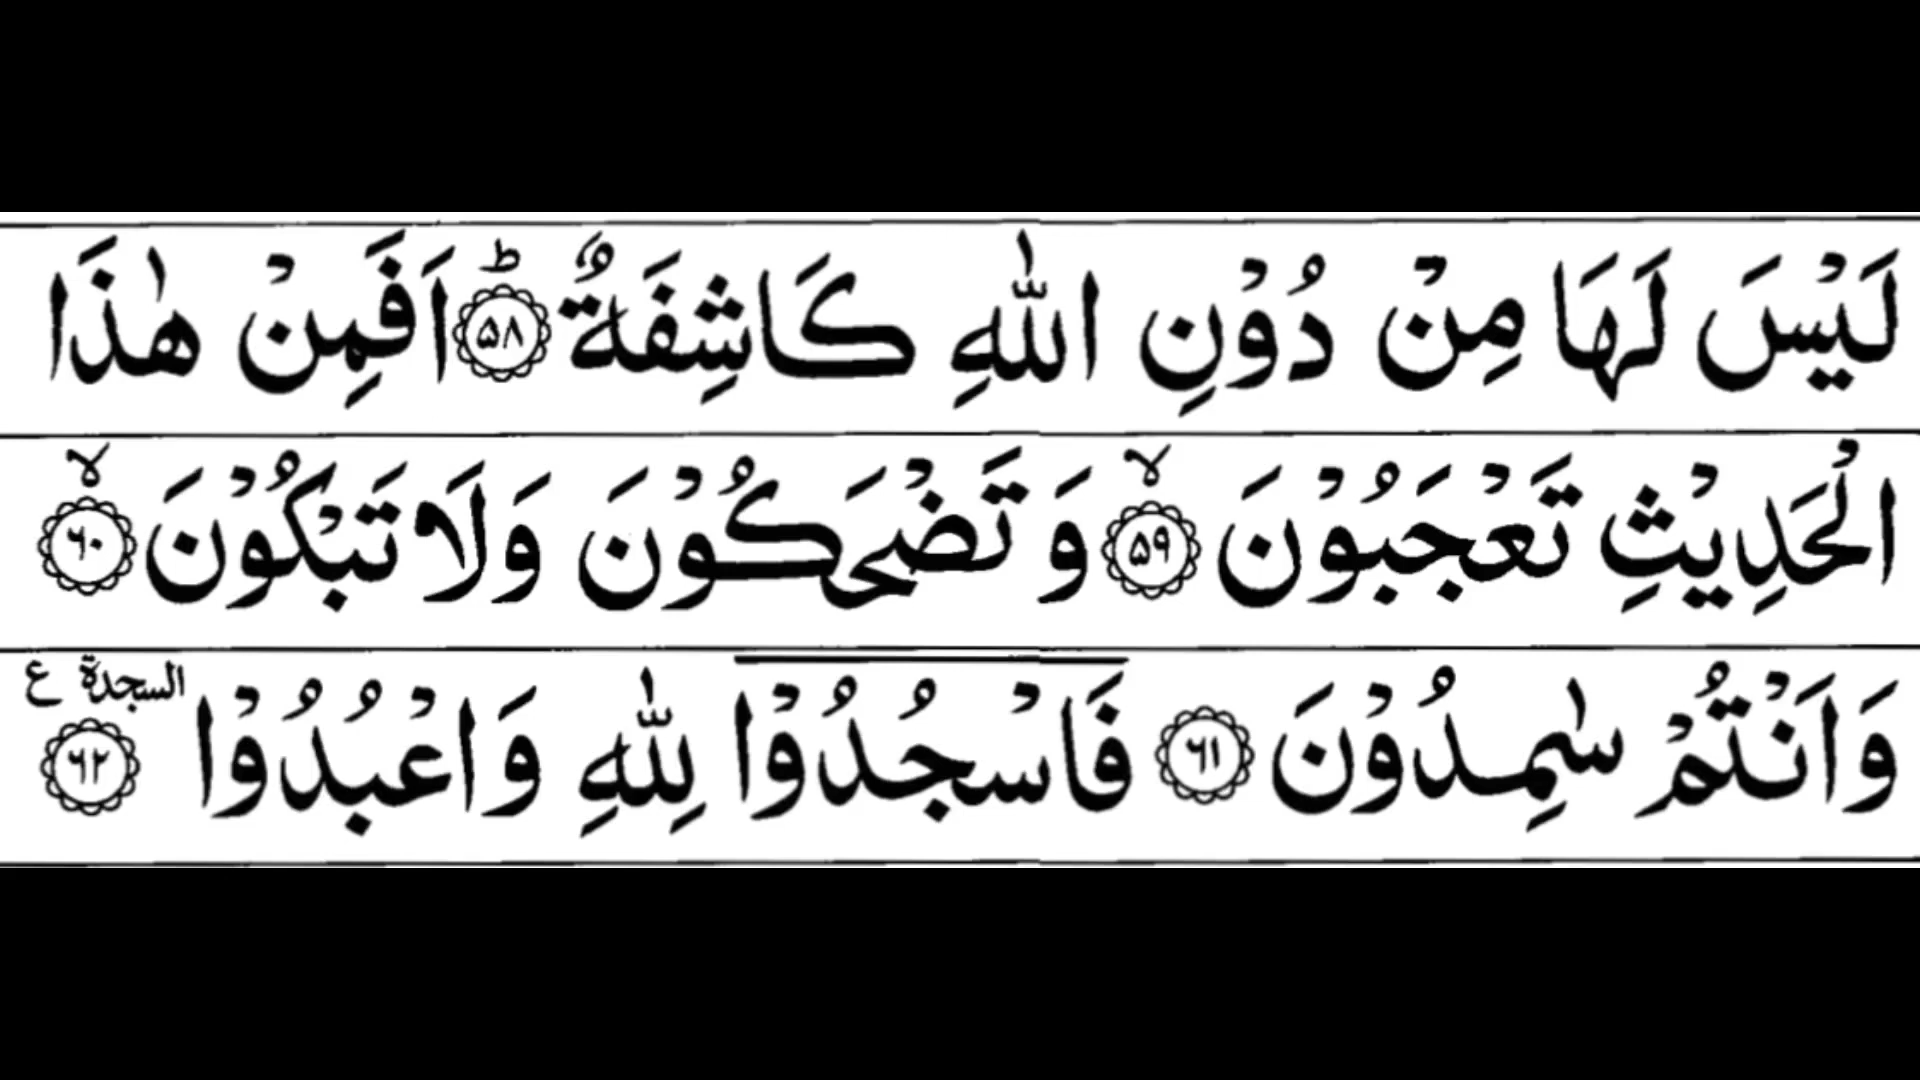 لَيْسَ لَهَا مِنْ دُوْنِ اللّٰهِ كَاشِفَةٌ ؕ ۵۸ اَفَمِنْ هٰذَا
الْحَدِيْثِ تَعْجَبُوْنَ ۙ ۵۹ وَ تَضْحَكُوْنَ وَلَا تَبْكُوْنَ ۙ ۶۰
وَ اَنْتُمْ سٰمِدُوْنَ ۶۱ فَاسْجُدُوْا لِلّٰهِ وَ اعْبُدُوْا ۶۲ السجدة ع